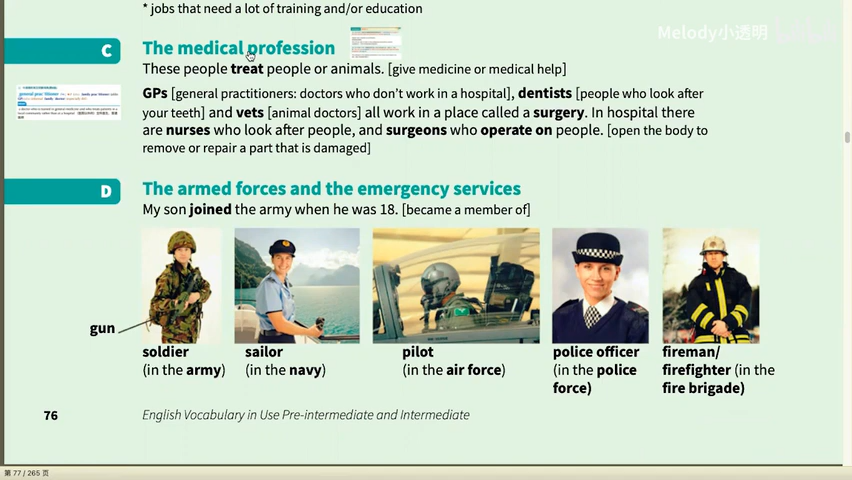 * jobs that need a lot of training and/or education
Melody小透明
C
The medical profession
These people treat people or animals. [give medicine or medical help]
GPs [general practitioners: doctors who don't work in a hospital], dentists [people who look after
your teeth] and vets [animal doctors] all work in a place called a surgery. In hospital there
are nurses who look after people, and surgeons who operate on people. [open the body to
remove or repair a part that is damaged]
D
The armed forces and the emergency services
My son joined the army when he was 18. [became a member of]
gun
soldier
(in the army)
sailor
(in the navy)
pilot
(in the air force)
police officer
(in the police
force)
fireman/
firefighter (in the
fire brigade)
76
English Vocabulary in Use Pre-intermediate and Intermediate
第 77 / 265 页